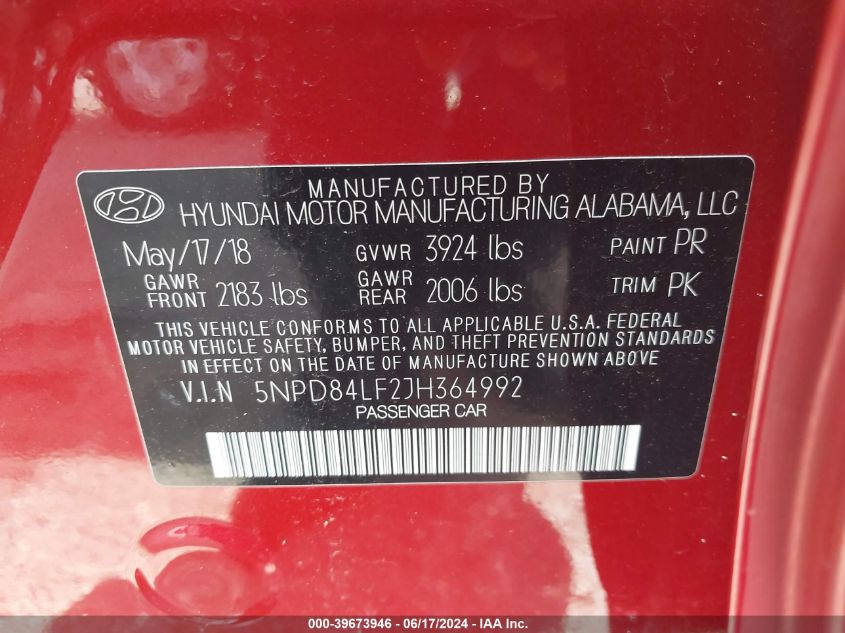 MANUFACTURED BY
HYUNDAI MOTOR MANUFACTURING ALABAMA, LLC
May/17/18 GVWR 3924 lbs PAINT PR
GAWR FRONT 2183 lbs GAWR REAR 2006 lbs TRIM PK
THIS VEHICLE CONFORMS TO ALL APPLICABLE U.S.A. FEDERAL
MOTOR VEHICLE SAFETY, BUMPER, AND THEFT PREVENTION STANDARDS
IN EFFECT ON THE DATE OF MANUFACTURE SHOWN ABOVE
V.I.N 5NPD84LF2JH364992
PASSENGER CAR
000-39673946 - 06/17/2024 - IAA Inc.